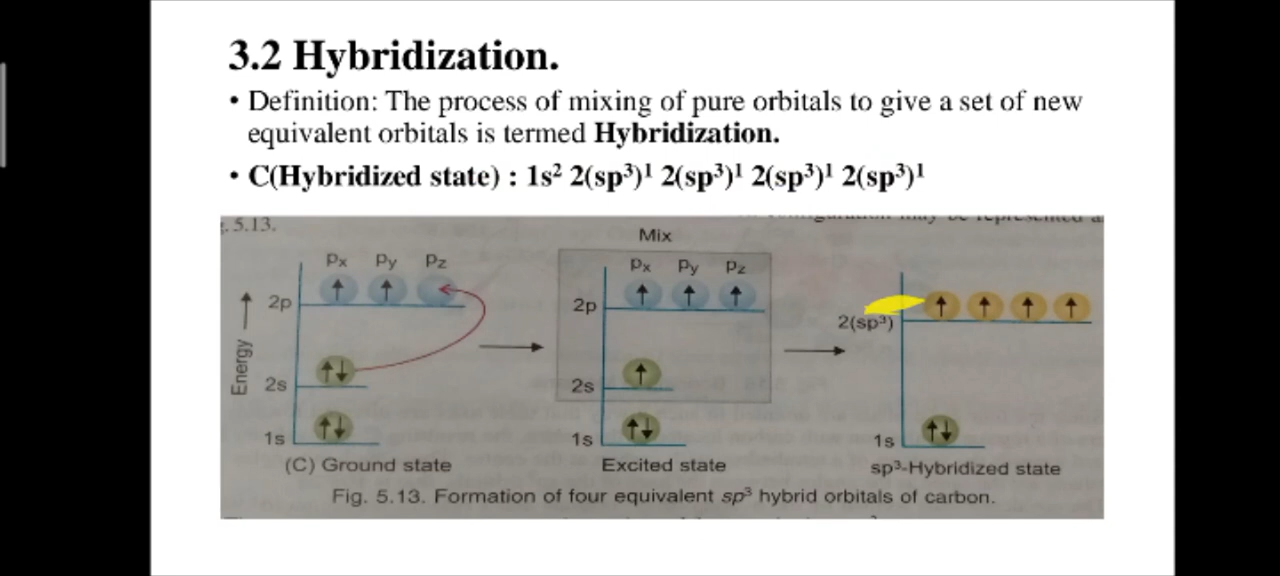 3.2 Hybridization.
• Definition: The process of mixing of pure orbitals to give a set of new
equivalent orbitals is termed Hybridization.
• C(Hybridized state) : 1s² 2(sp³)¹ 2(sp³)¹ 2(sp³)¹ 2(sp³)¹
. 5.13.
may be represented a
Mix
Px Py Pz
2p
2s
1s
Energy
(C) Ground state
Px Py Pz
2p
2s
1s
Excited state
2(sp³)
1s
sp³-Hybridized state
Fig. 5.13. Formation of four equivalent sp³ hybrid orbitals of carbon.